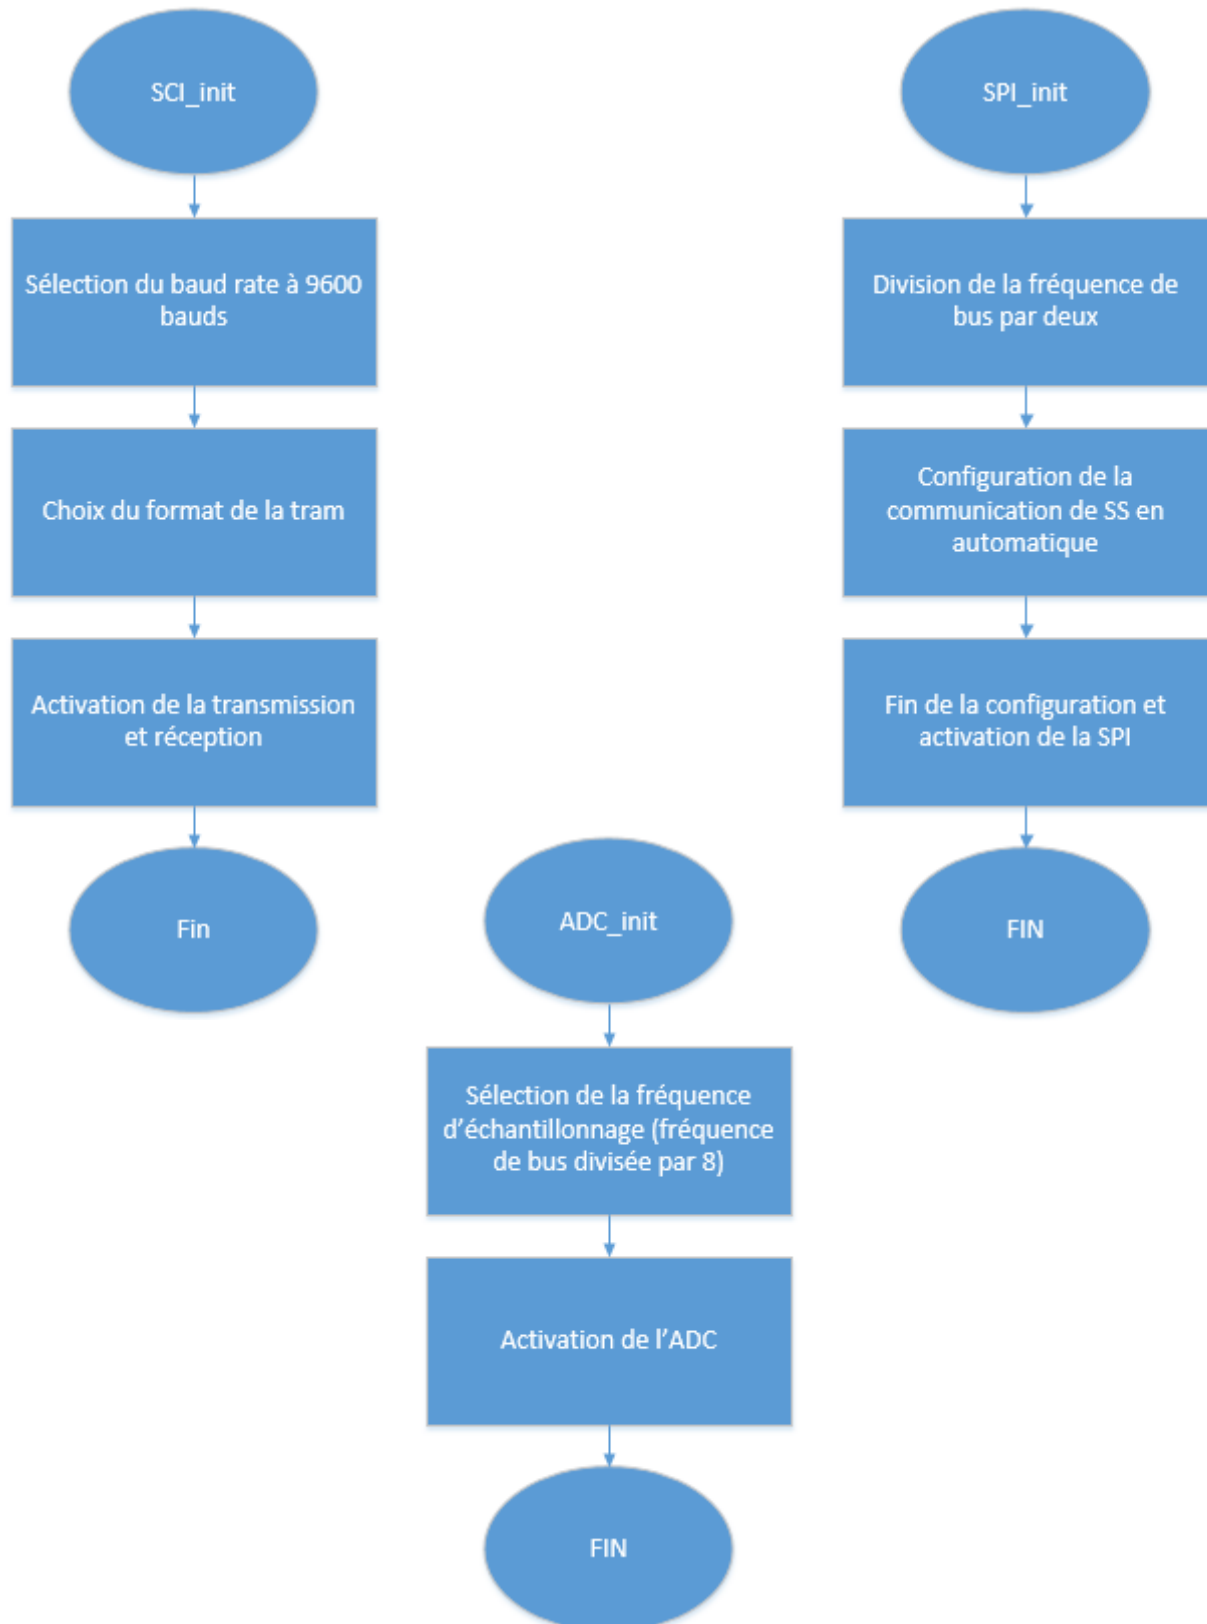 SCI_init
Sélection du baud rate à 9600
bauds
Choix du format de la tram
Activation de la transmission
et réception
Fin
SPI_init
Division de la fréquence de
bus par deux
Configuration de la
communication de SS en
automatique
Fin de la configuration et
activation de la SPI
FIN
ADC_init
Sélection de la fréquence
d’échantillonnage (fréquence
de bus divisée par 8)
Activation de l’ADC
FIN